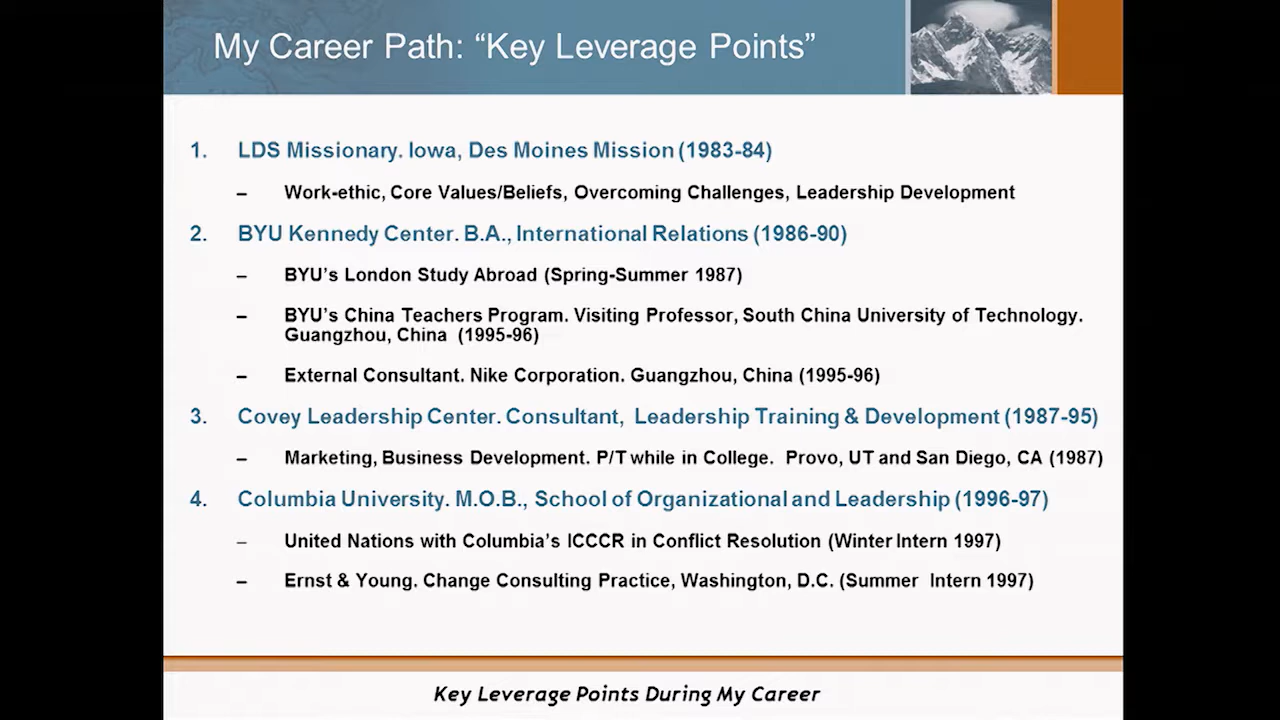 My Career Path: “Key Leverage Points”
1. LDS Missionary. Iowa, Des Moines Mission (1983-84)
– Work-ethic, Core Values/Beliefs, Overcoming Challenges, Leadership Development
2. BYU Kennedy Center. B.A., International Relations (1986-90)
– BYU’s London Study Abroad (Spring-Summer 1987)
– BYU’s China Teachers Program. Visiting Professor, South China University of Technology.
Guangzhou, China (1995-96)
– External Consultant. Nike Corporation. Guangzhou, China (1995-96)
3. Covey Leadership Center. Consultant, Leadership Training & Development (1987-95)
– Marketing, Business Development. P/T while in College. Provo, UT and San Diego, CA (1987)
4. Columbia University. M.O.B., School of Organizational and Leadership (1996-97)
– United Nations with Columbia’s ICCCR in Conflict Resolution (Winter Intern 1997)
– Ernst & Young. Change Consulting Practice, Washington, D.C. (Summer Intern 1997)
Key Leverage Points During My Career